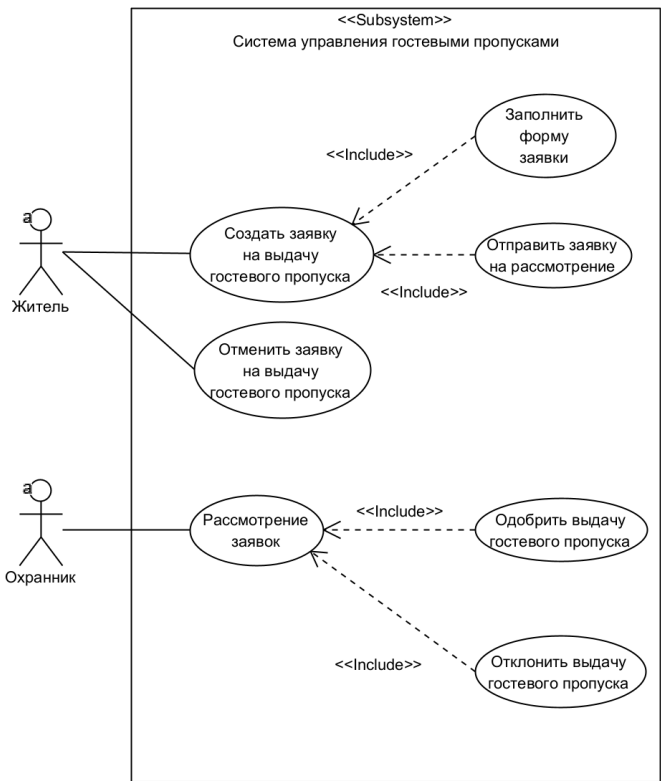 <<Subsystem>>
Система управления гостевыми пропусками
Заполнить
форму
заявки
<<Include>>
a
Житель
Создать заявку
на выдачу
гостевого пропуска
Отправить заявку
на рассмотрение
<<Include>>
Отменить заявку
на выдачу
гостевого пропуска
a
Охранник
Рассмотрение
заявок
<<Include>>
Одобрить выдачу
гостевого пропуска
<<Include>>
Отклонить выдачу
гостевого пропуска